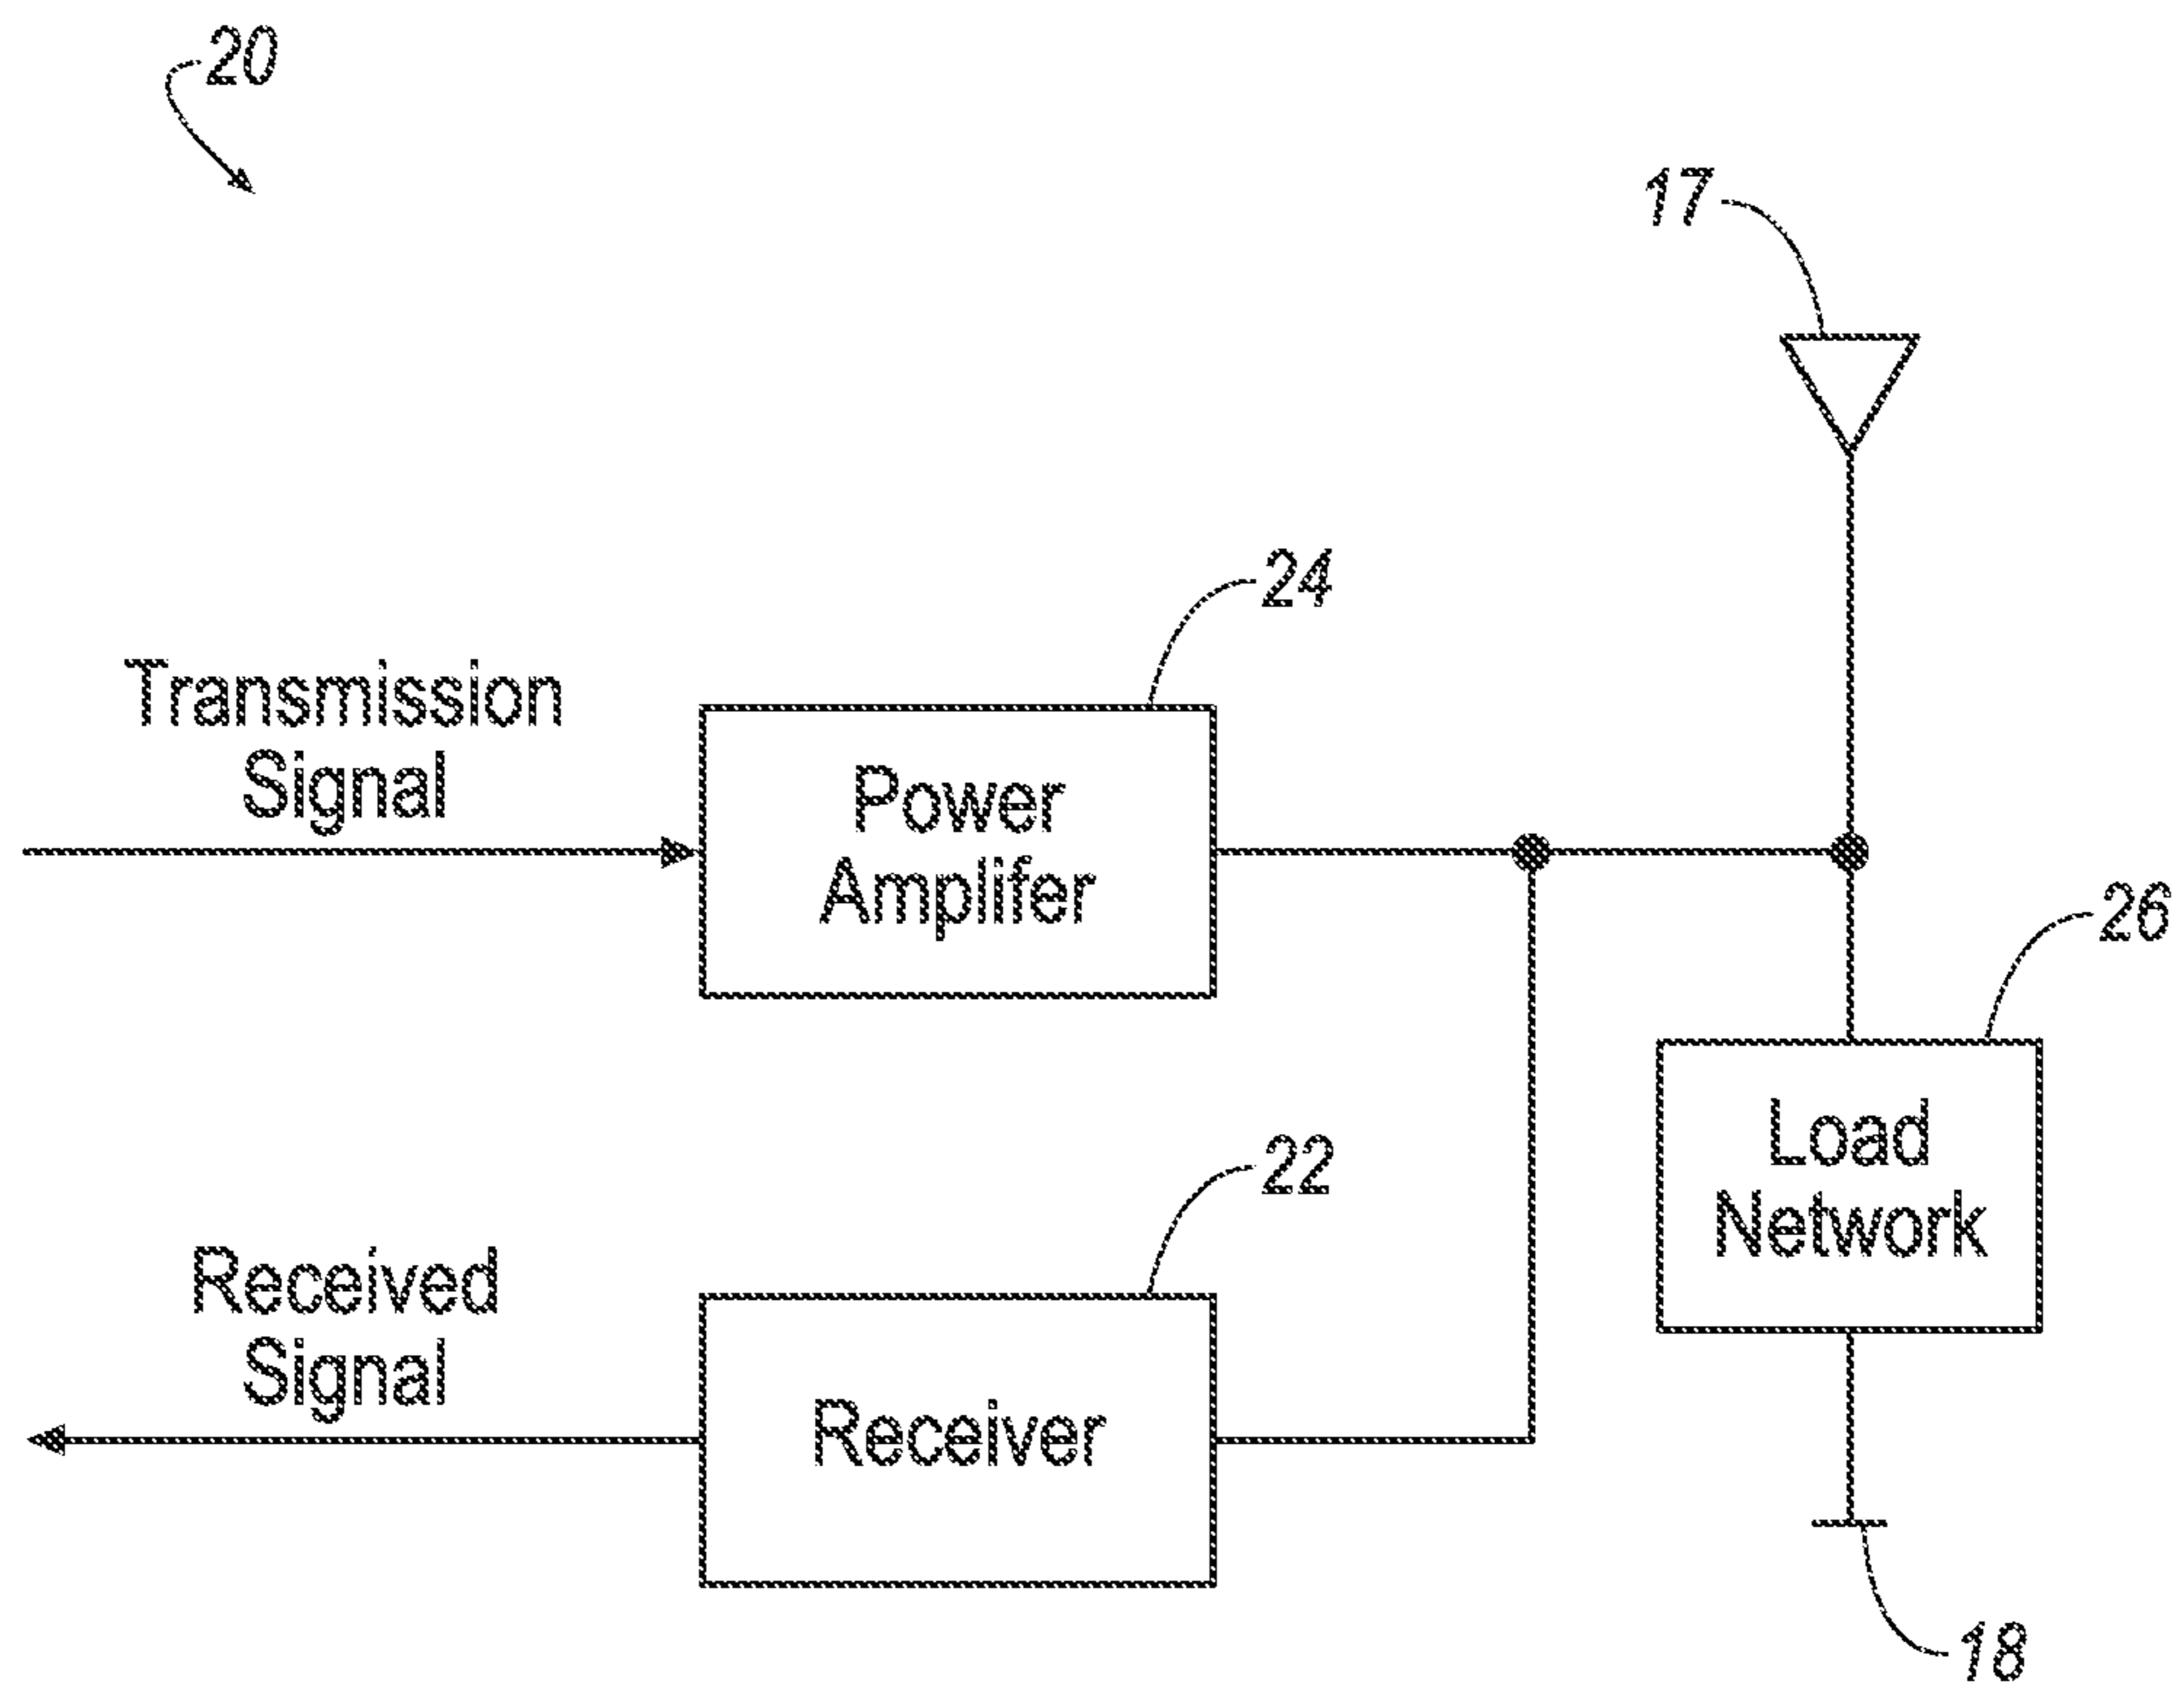 20
17
24
Transmission
Signal
Power
Amplifer
26
Load
Network
22
Received
Signal
Receiver
18